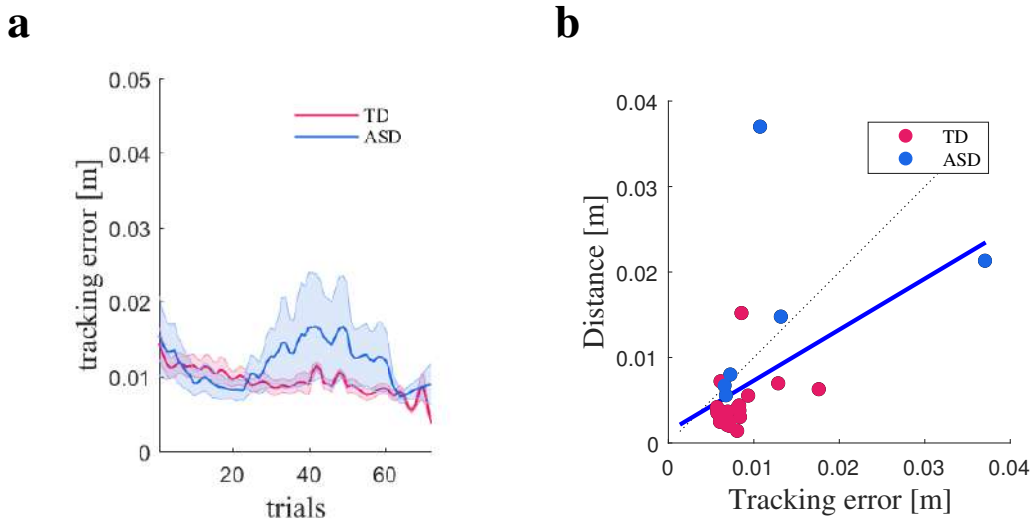 a
0.05
0.04
0.03
0.02
0.01
0
tracking error [m]
TD
ASD
20
40
60
trials
b
0.04
0.03
0.02
0.01
0
Distance [m]
TD
ASD
0
0.01
0.02
0.03
0.04
Tracking error [m]